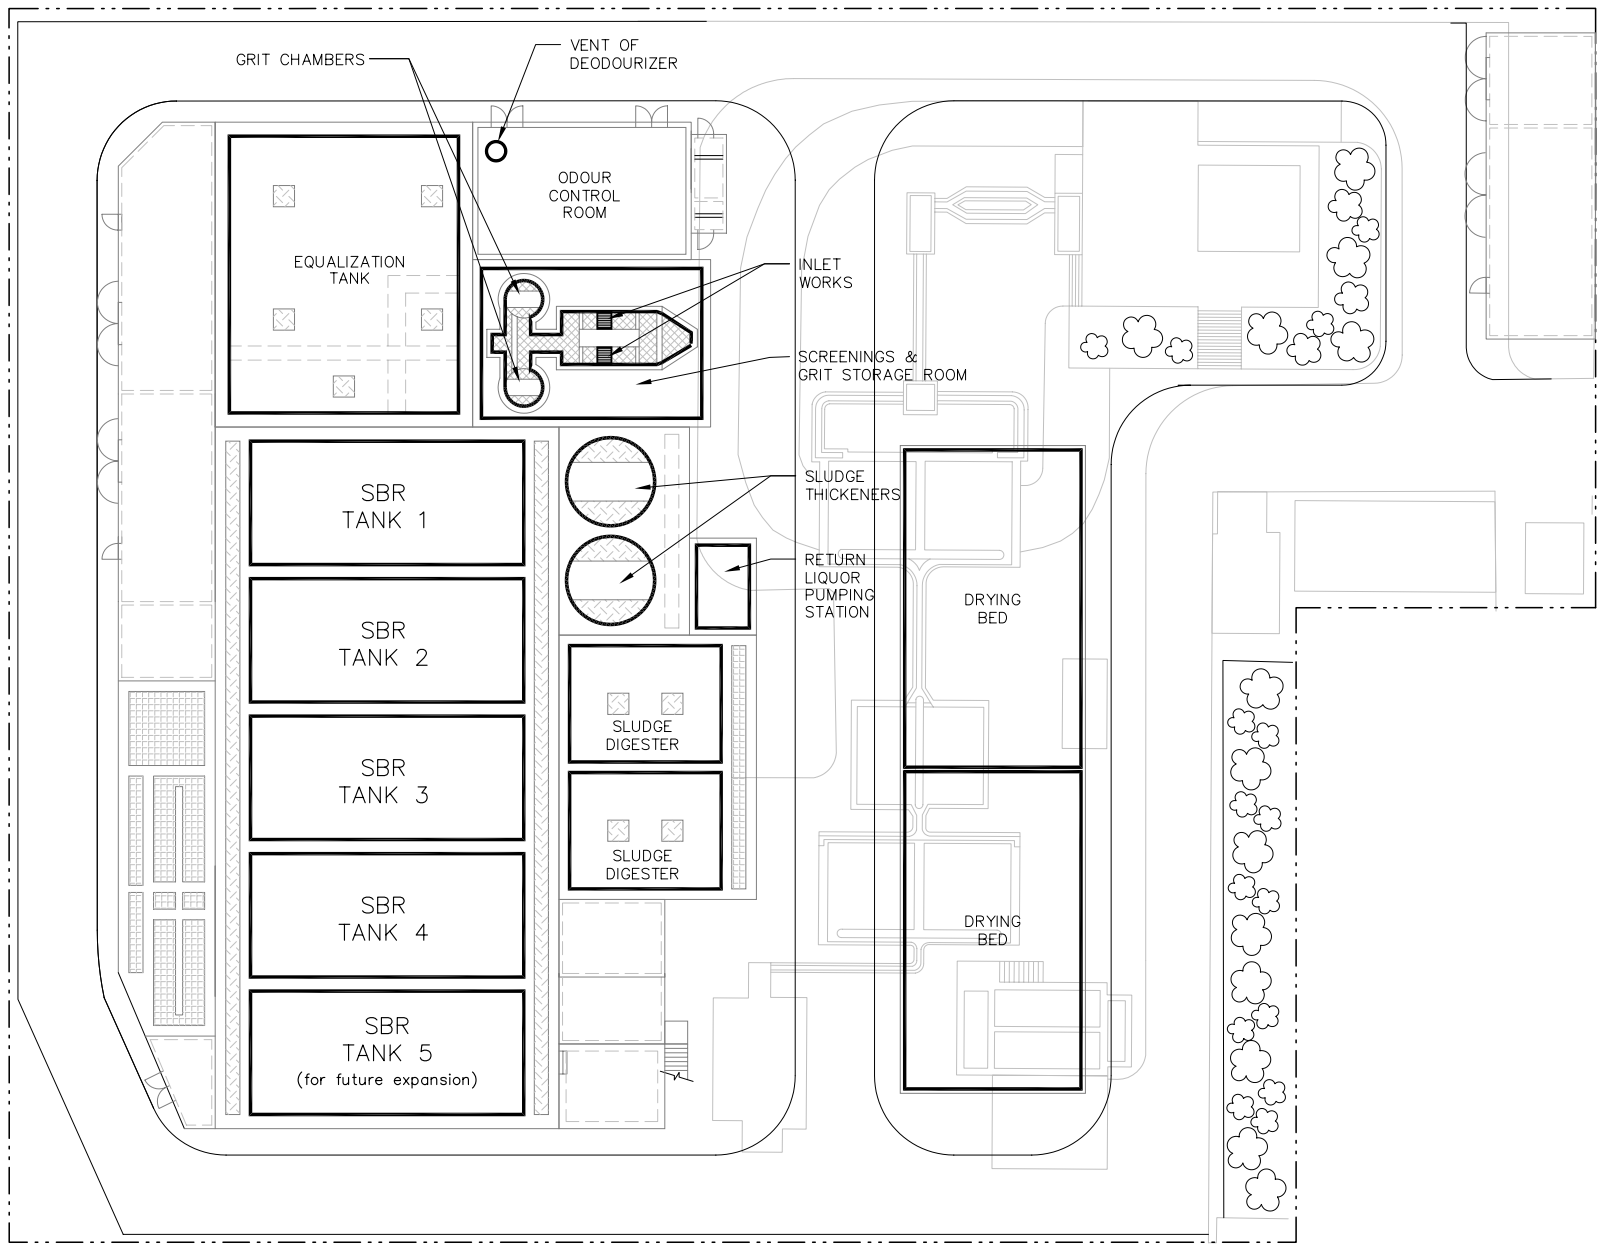 GRIT CHAMBERS
VENT OF
DEODOURIZER
ODOUR
CONTROL
ROOM
EQUALIZATION
TANK
INLET
WORKS
SCREENINGS &
GRIT STORAGE ROOM
SBR
TANK 1
SLUDGE
THICKENERS
RETURN
LIQUOR
PUMPING
STATION
DRYING
BED
SBR
TANK 2
SLUDGE
DIGESTER
SBR
TANK 3
SLUDGE
DIGESTER
SBR
TANK 4
DRYING
BED
SBR
TANK 5
(for future expansion)